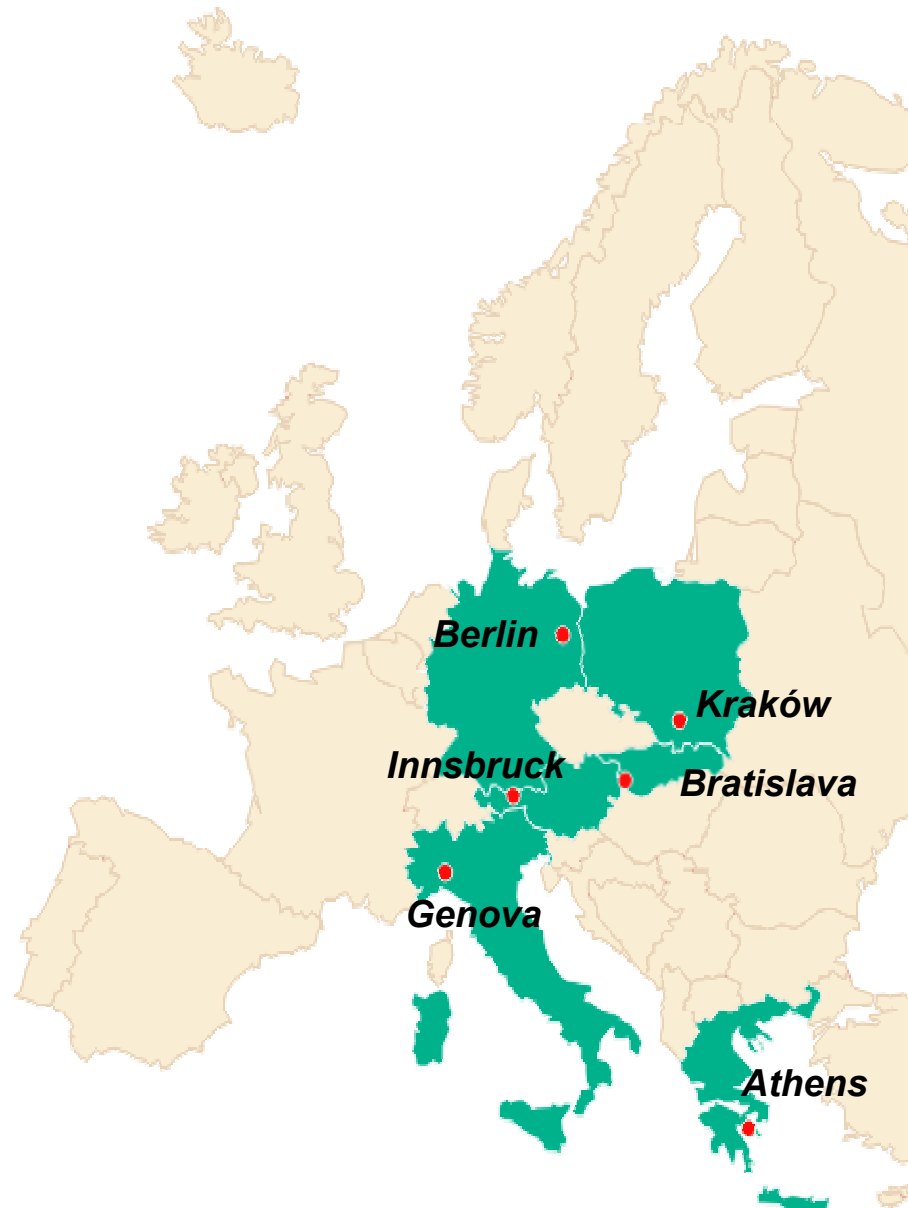 Berlin
Kraków
Innsbruck
Bratislava
Genova
Athens